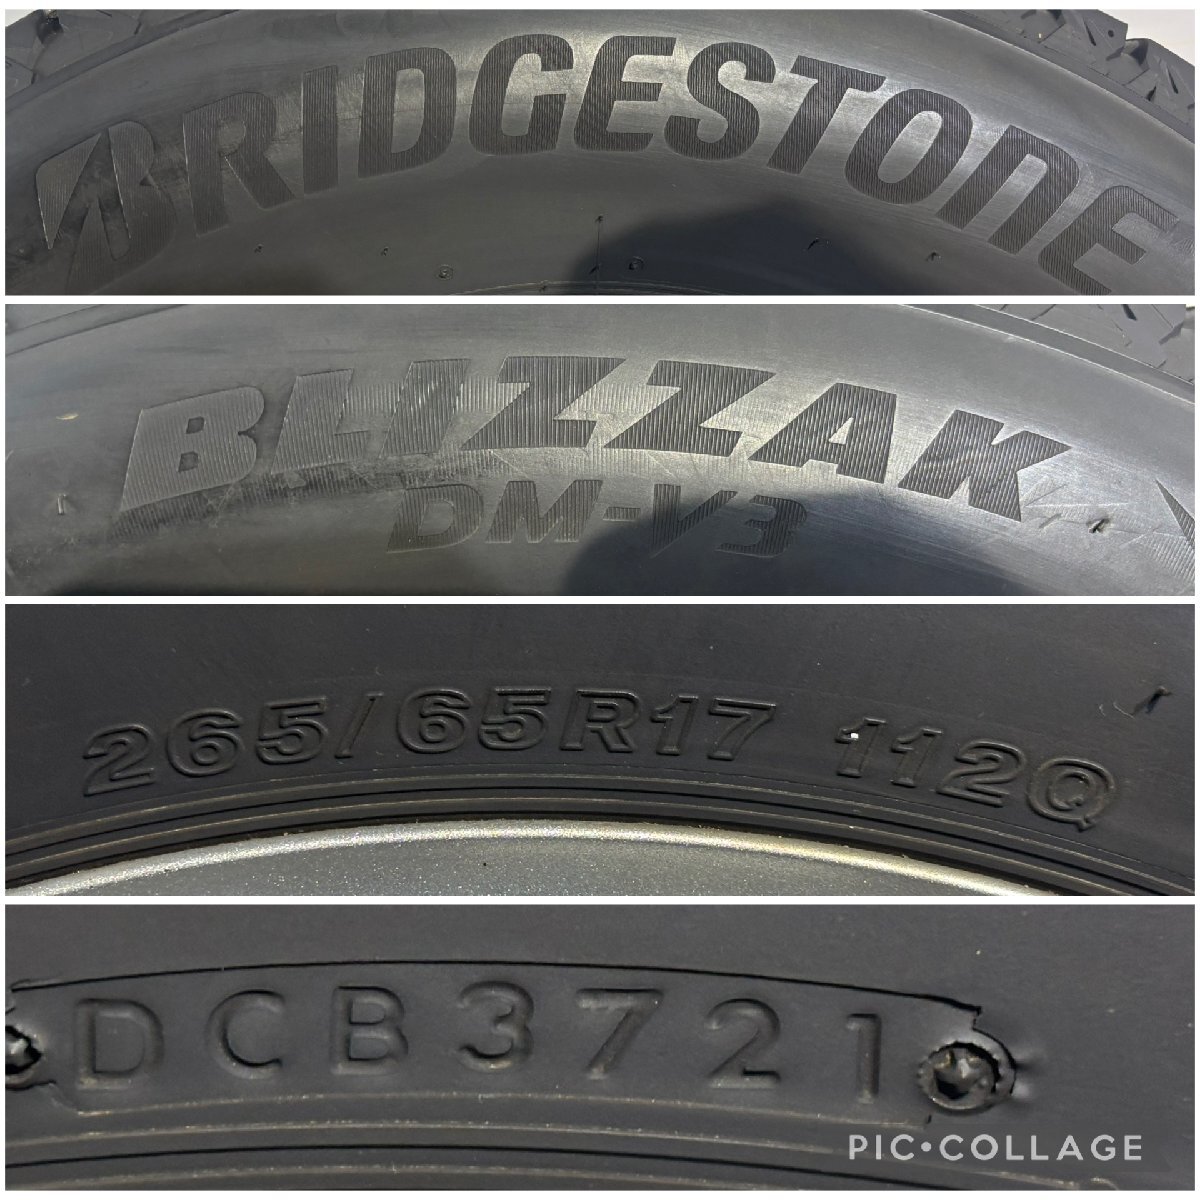 BRIDGESTONE
BLIZZAK
DM-V3
265/65R17 112Q
DCB3721
PIC•COLLAGE